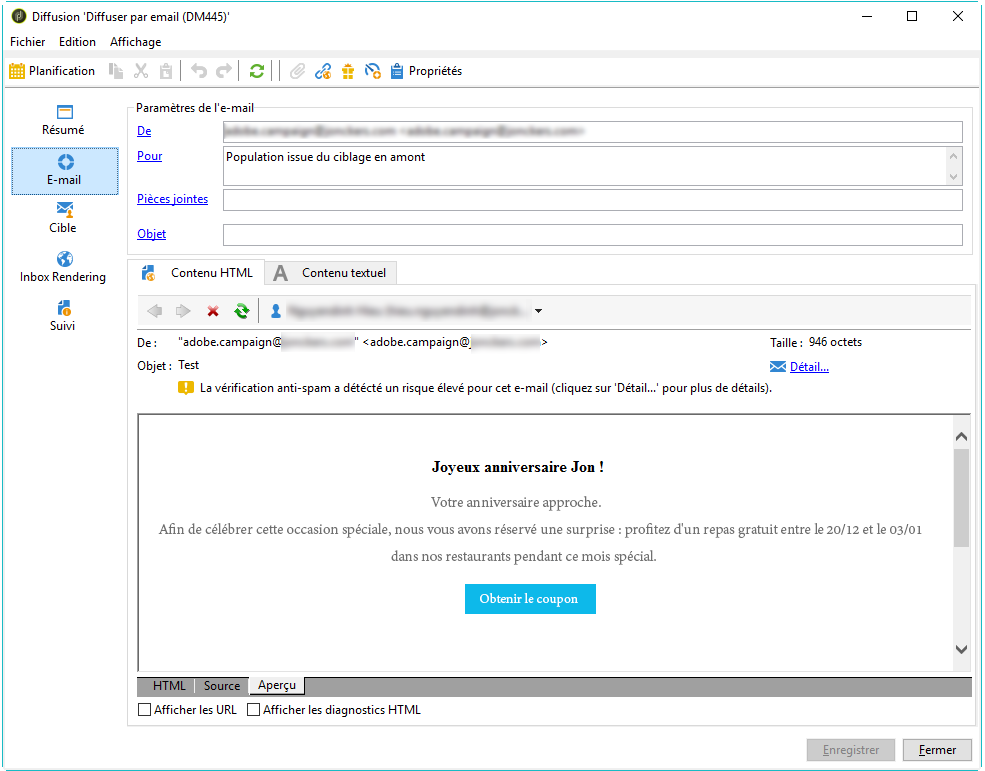 Diffusion 'Diffuser par email (DM445)'
Fichier Edition Affichage
Planification Propriétés
Résumé
E-mail
Cible
Inbox Rendering
Suivi
Paramètres de l'e-mail
De
Pour Population issue du ciblage en amont
Pièces jointes
Objet
Contenu HTML Contenu textuel
De : "adobe.campaign@ " <adobe.campaign@ > Taille : 946 octets
Objet : Test Détail...
La vérification anti-spam a détécté un risque élevé pour cet e-mail (cliquez sur 'Détail...' pour plus de détails).
Joyeux anniversaire Jon !
Votre anniversaire approche.
Afin de célébrer cette occasion spéciale, nous vous avons réservé une surprise : profitez d'un repas gratuit entre le 20/12 et le 03/01
dans nos restaurants pendant ce mois spécial.
Obtenir le coupon
HTML Source Aperçu
Afficher les URL Afficher les diagnostics HTML
Enregistrer Fermer